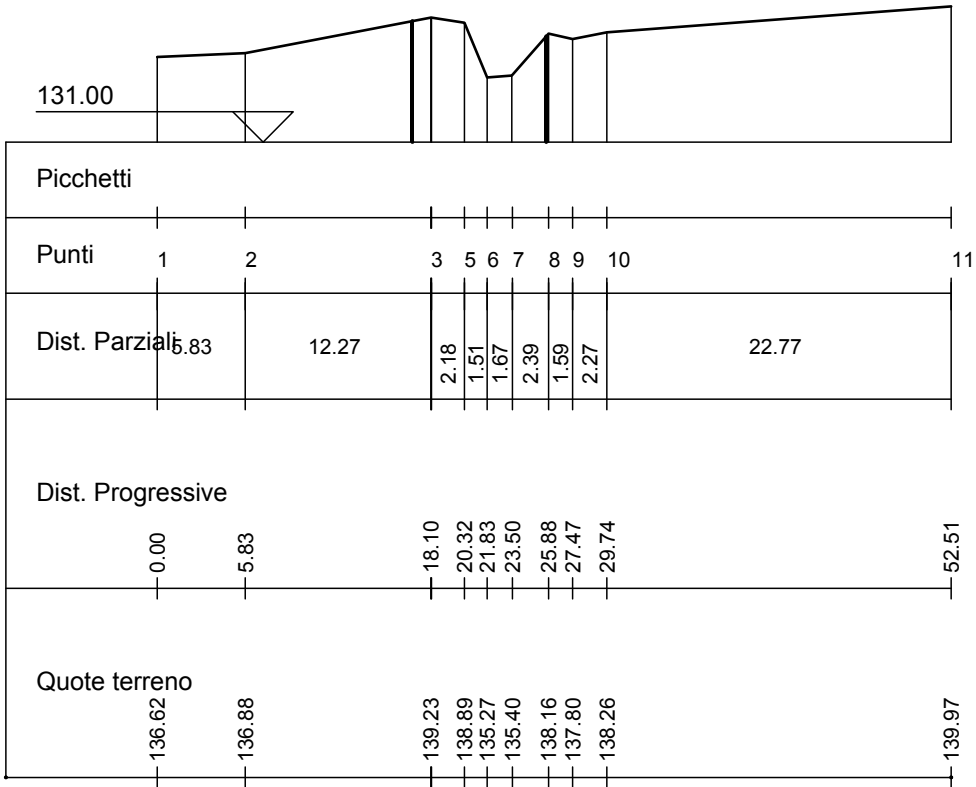 131.00
Picchetti
Punti 1 2 3 5 6 7 8 9 10 11
Dist. Parziali 5.83 12.27 2.18 1.51 1.67 2.39 1.59 2.27 22.77
Dist. Progressive
0.00 5.83 18.10 20.32 21.83 23.50 25.88 27.47 29.74 52.51
Quote terreno
136.62 136.88 139.23 138.89 135.27 135.40 138.16 137.80 138.26 139.97